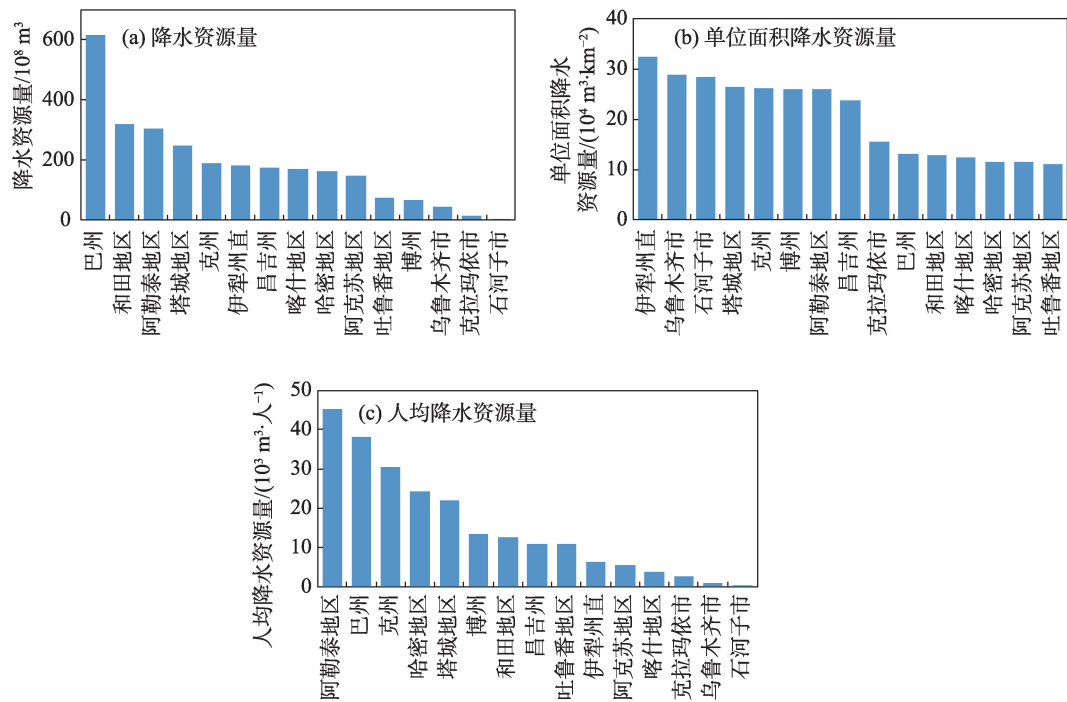 (a) 降水资源量
降水资源量/10⁸ m³
600
400
200
0
巴州
和田地区
阿勒泰地区
塔城地区
克州
伊犁州直
昌吉州
喀什地区
哈密地区
阿克苏地区
吐鲁番地区
博州
乌鲁木齐市
克拉玛依市
石河子市
(b) 单位面积降水资源量
单位面积降水
资源量/(10⁴ m³·km⁻²)
40
30
20
10
0
伊犁州直
乌鲁木齐市
石河子市
塔城地区
克州
博州
阿勒泰地区
昌吉州
克拉玛依市
巴州
和田地区
喀什地区
哈密地区
阿克苏地区
吐鲁番地区
(c) 人均降水资源量
人均降水资源量/(10³ m³·人⁻¹)
50
40
30
20
10
0
阿勒泰地区
巴州
克州
哈密地区
塔城地区
博州
和田地区
昌吉州
吐鲁番地区
伊犁州直
阿克苏地区
喀什地区
克拉玛依市
乌鲁木齐市
石河子市